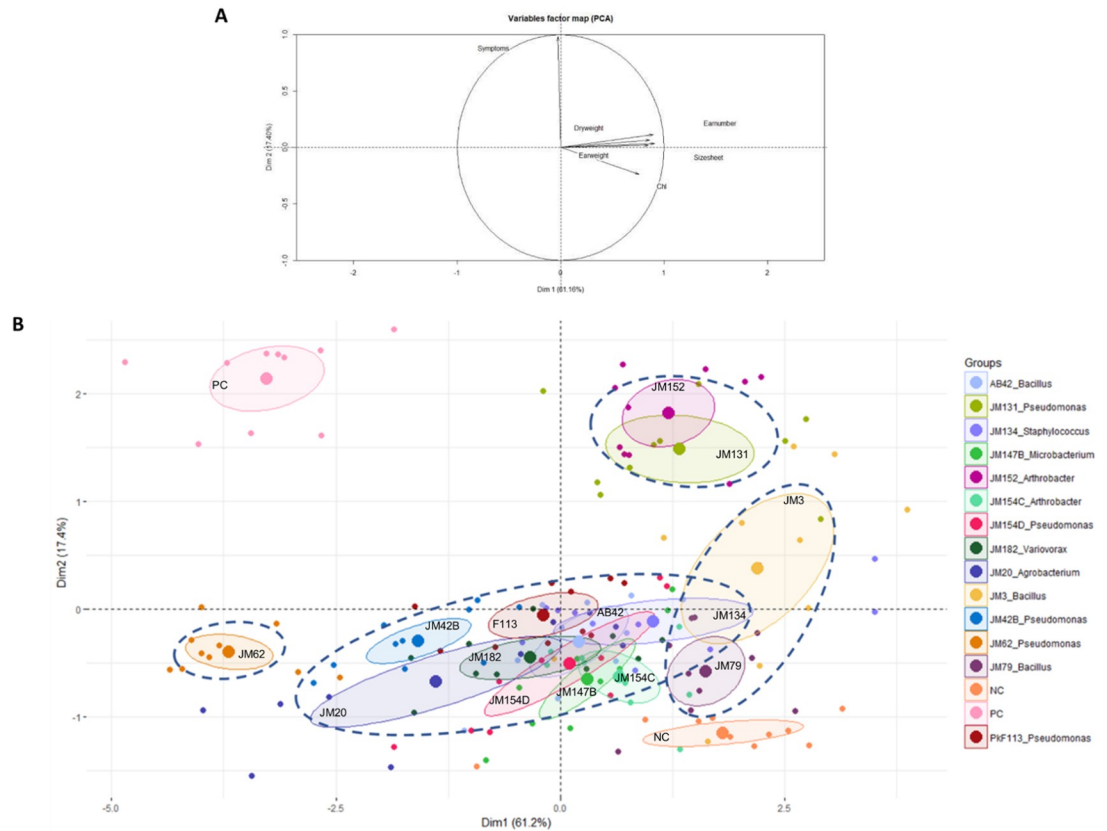 A
Variables factor map (PCA)
Symptoms
Dryweight
Earnumber
Earweight
Sizesheet
Chl
Dim 2 (17.40%)
1.0
0.5
0.0
-0.5
-1.0
-2
-1
0
1
2
Dim 1 (61.16%)
B
PC
JM152
JM131
JM3
JM42B
F113
AB42
JM134
JM62
JM182
JM79
JM154C
JM147B
JM154D
JM20
NC
Dim2 (17.4%)
2
1
0
-1
-5.0
-2.5
0.0
2.5
Dim1 (61.2%)
Groups
AB42_Bacillus
JM131_Pseudomonas
JM134_Staphylococcus
JM147B_Microbacterium
JM152_Arthrobacter
JM154C_Arthrobacter
JM154D_Pseudomonas
JM182_Variovorax
JM20_Agrobacterium
JM3_Bacillus
JM42B_Pseudomonas
JM62_Pseudomonas
JM79_Bacillus
NC
PC
PkF113_Pseudomonas